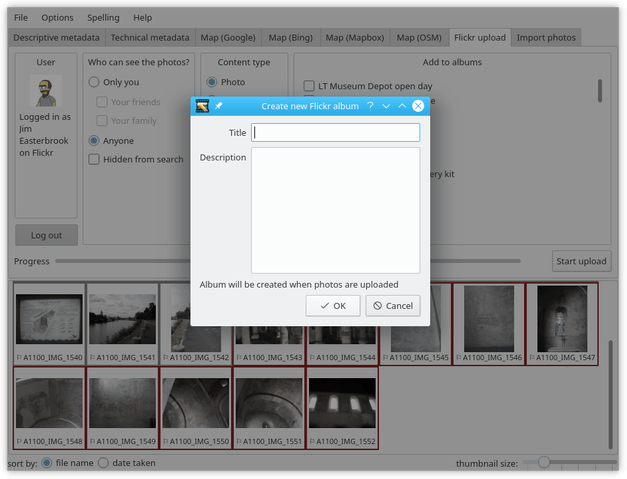 File Options Spelling Help
Descriptive metadata Technical metadata Map (Google) Map (Bing) Map (Mapbox) Map (OSM) Flickr upload Import photos
User
Logged in as
Jim
Easterbrook
on Flickr
Log out
Who can see the photos?
Only you
Your friends
Your family
Anyone
Hidden from search
Content type
Photo
Add to albums
LT Museum Depot open day
ery kit
Create new Flickr album
Title
Description
Album will be created when photos are uploaded
OK Cancel
Progress
Start upload
A1100_IMG_1540 A1100_IMG_1541 A1100_IMG_1542 A1100_IMG_1543 A1100_IMG_1544 A1100_IMG_1545 A1100_IMG_1546 A1100_IMG_1547
A1100_IMG_1548 A1100_IMG_1549 A1100_IMG_1550 A1100_IMG_1551 A1100_IMG_1552
sort by: file name date taken thumbnail size: